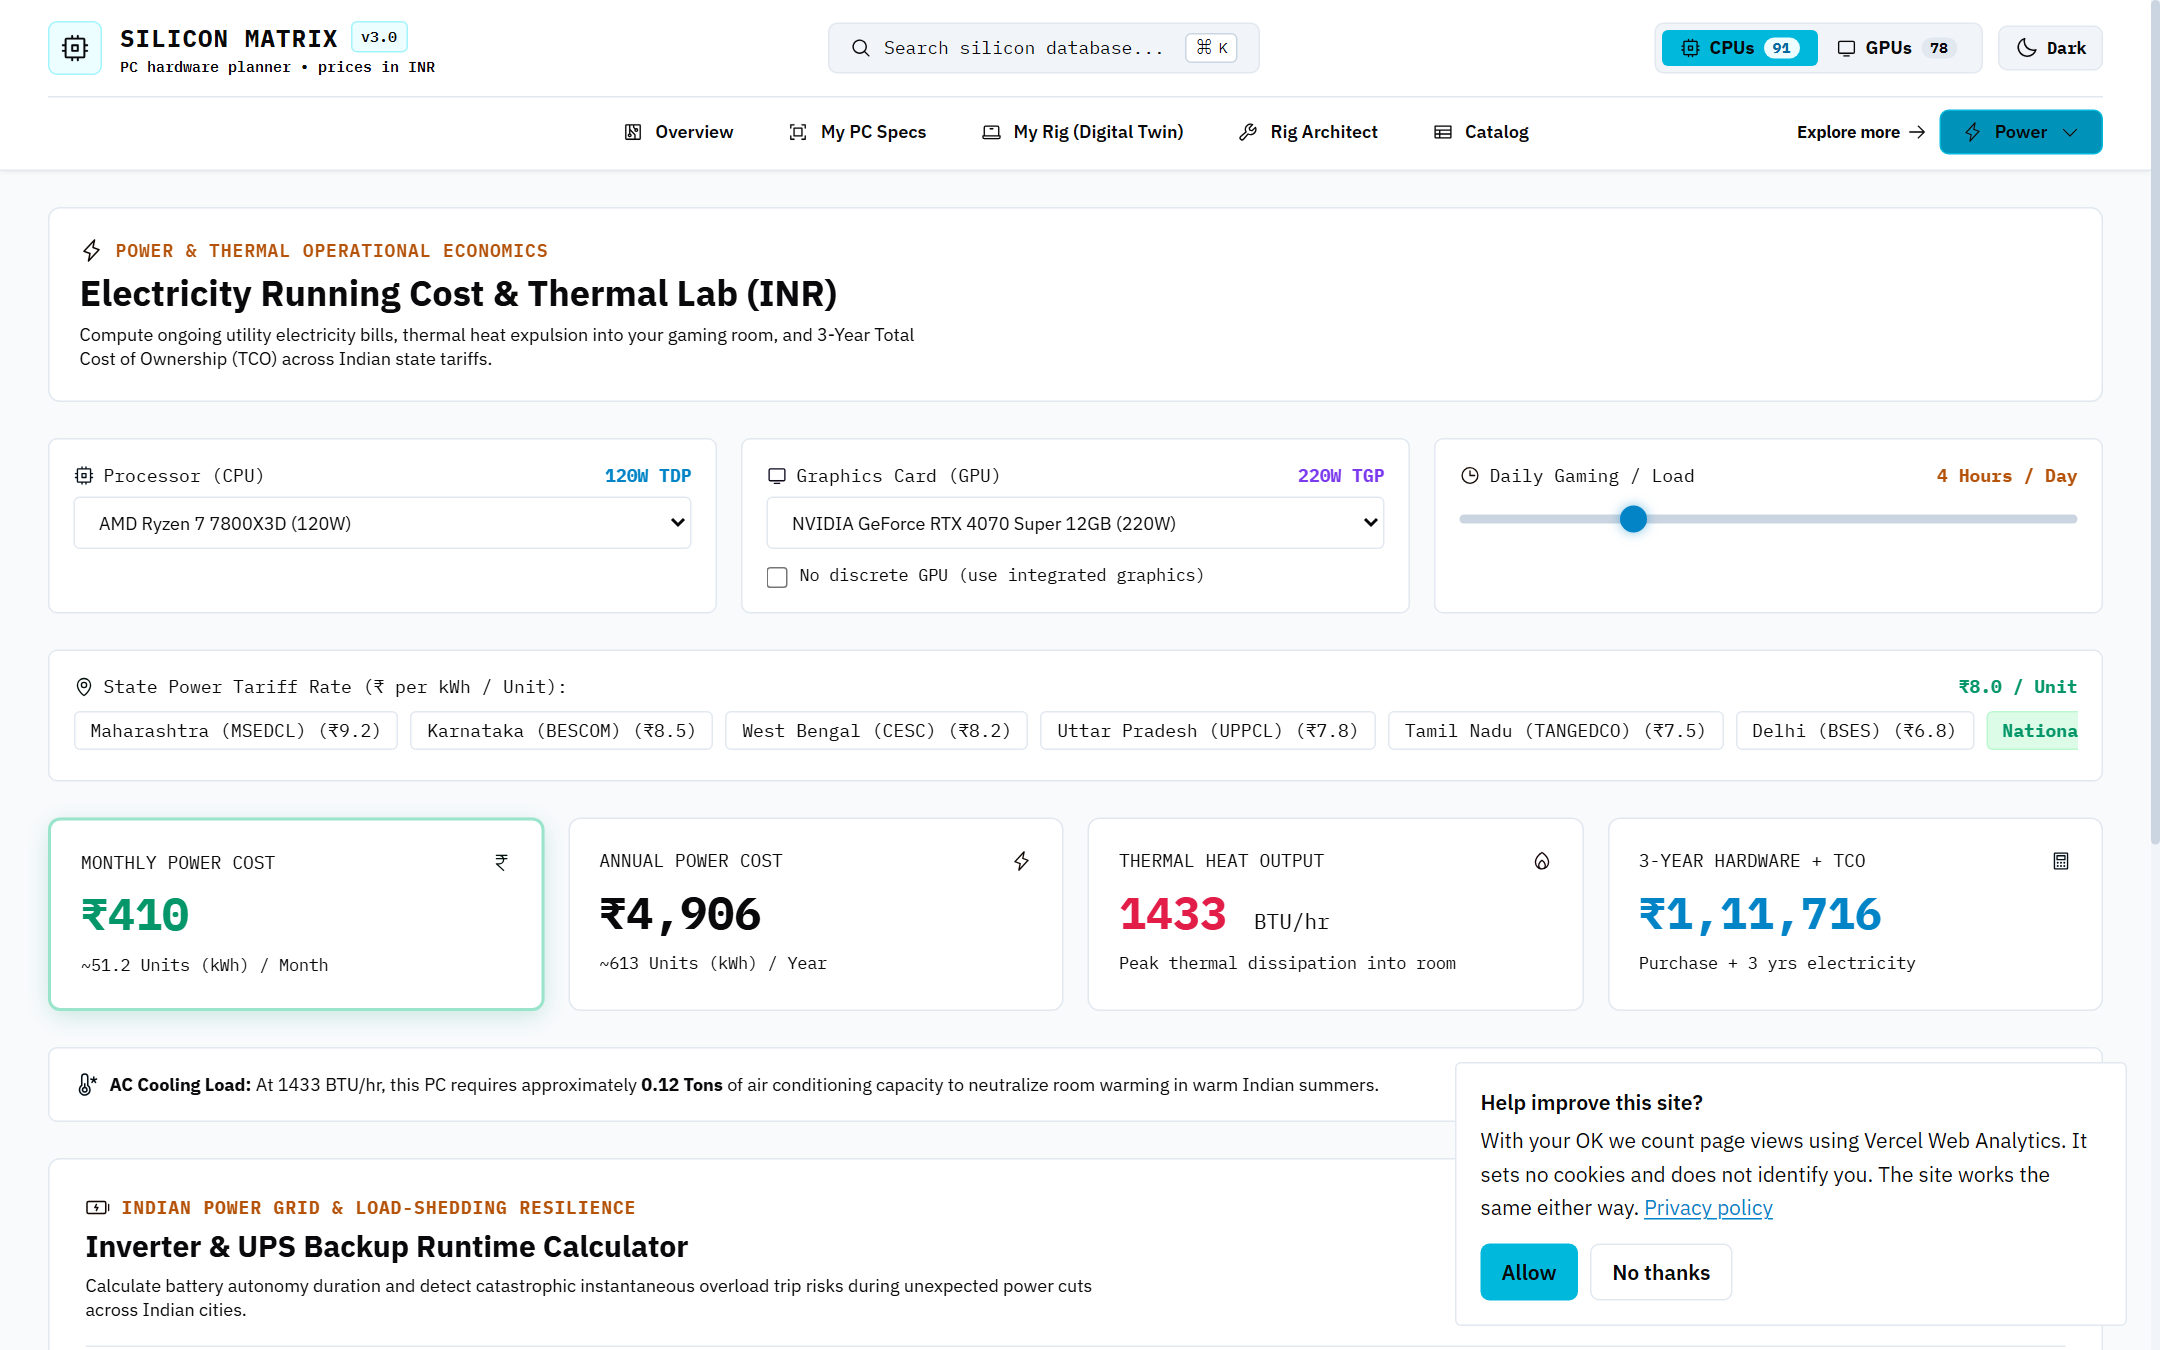 SILICON MATRIX v3.0
PC hardware planner • prices in INR
Search silicon database... ⌘ K
CPUs 91
GPUs 78
Dark
Overview
My PC Specs
My Rig (Digital Twin)
Rig Architect
Catalog
Explore more →
Power
POWER & THERMAL OPERATIONAL ECONOMICS
Electricity Running Cost & Thermal Lab (INR)
Compute ongoing utility electricity bills, thermal heat expulsion into your gaming room, and 3-Year Total
Cost of Ownership (TCO) across Indian state tariffs.
Processor (CPU) 120W TDP
AMD Ryzen 7 7800X3D (120W)
Graphics Card (GPU) 220W TGP
NVIDIA GeForce RTX 4070 Super 12GB (220W)
No discrete GPU (use integrated graphics)
Daily Gaming / Load 4 Hours / Day
State Power Tariff Rate (₹ per kWh / Unit): ₹8.0 / Unit
Maharashtra (MSEDCL) (₹9.2)
Karnataka (BESCOM) (₹8.5)
West Bengal (CESC) (₹8.2)
Uttar Pradesh (UPPCL) (₹7.8)
Tamil Nadu (TANGEDCO) (₹7.5)
Delhi (BSES) (₹6.8)
Nationa
MONTHLY POWER COST ₹
₹410
~51.2 Units (kWh) / Month
ANNUAL POWER COST
₹4,906
~613 Units (kWh) / Year
THERMAL HEAT OUTPUT
1433 BTU/hr
Peak thermal dissipation into room
3-YEAR HARDWARE + TCO
₹1,11,716
Purchase + 3 yrs electricity
AC Cooling Load: At 1433 BTU/hr, this PC requires approximately 0.12 Tons of air conditioning capacity to neutralize room warming in warm Indian summers.
INDIAN POWER GRID & LOAD-SHEDDING RESILIENCE
Inverter & UPS Backup Runtime Calculator
Calculate battery autonomy duration and detect catastrophic instantaneous overload trip risks during unexpected power cuts
across Indian cities.
Help improve this site?
With your OK we count page views using Vercel Web Analytics. It
sets no cookies and does not identify you. The site works the
same either way. Privacy policy
Allow
No thanks